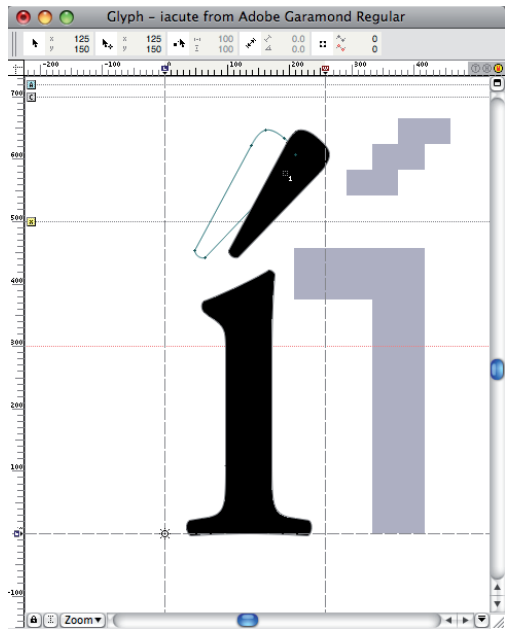 Glyph – iacute from Adobe Garamond Regular
x 125 x 125 100 0.0 0
y 150 y 150 100 0.0 0
-200 -100 0 100 200 300 400
700
600
500
400
300
200
100
-100
1
í
Zoom